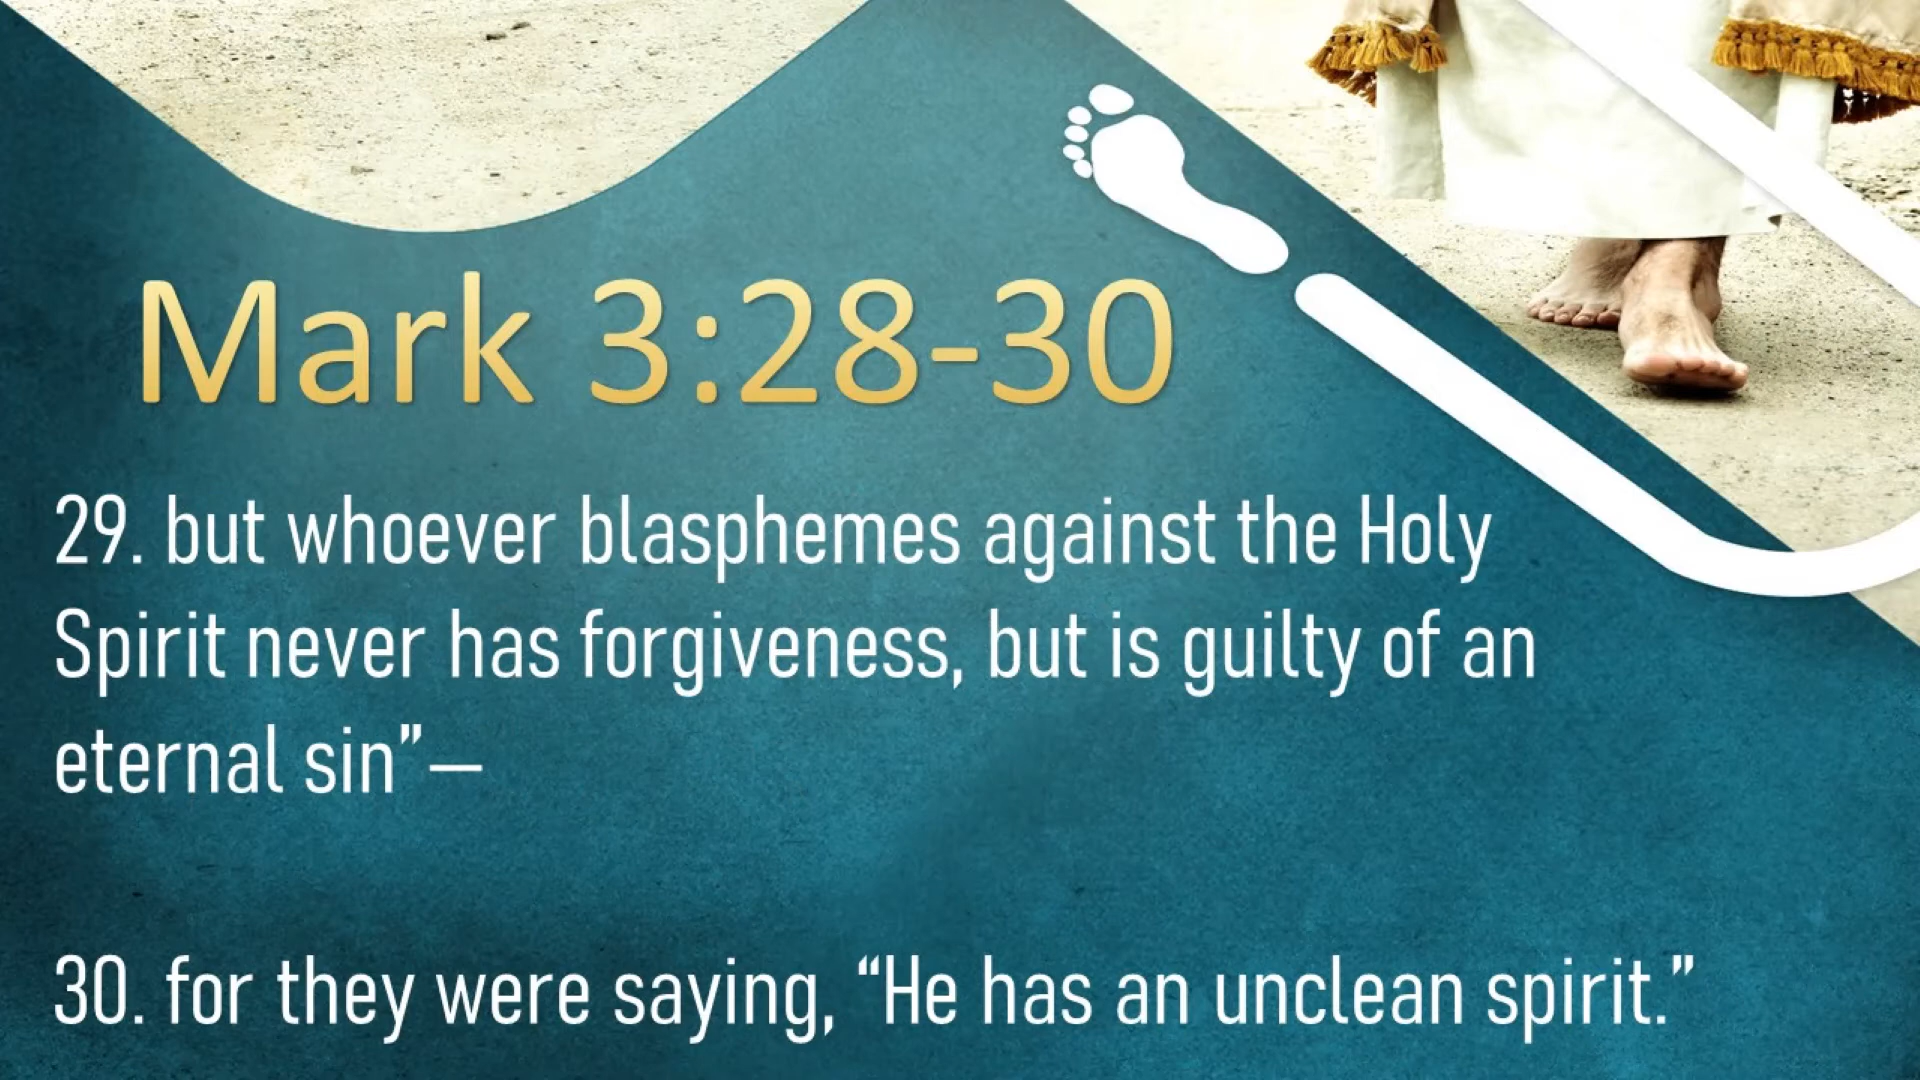 Mark 3:28-30
29. but whoever blasphemes against the Holy
Spirit never has forgiveness, but is guilty of an
eternal sin”—
30. for they were saying, “He has an unclean spirit.”